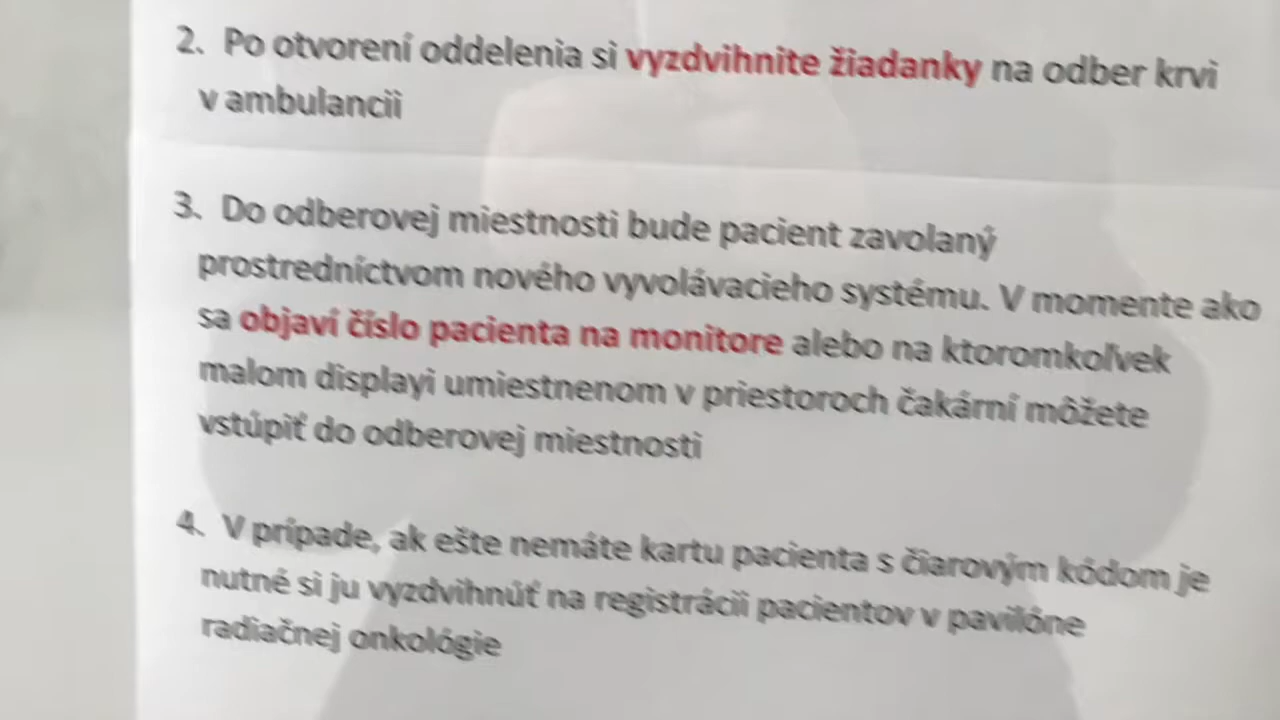 2. Po otvorení oddelenia si vyzdvihnite žiadanky na odber krvi
v ambulancii
3. Do odberovej miestnosti bude pacient zavolaný
prostredníctvom nového vyvolávacieho systému. V momente ako
sa objaví číslo pacienta na monitore alebo na ktoromkoľvek
malom displayi umiestnenom v priestoroch čakární môžete
vstúpiť do odberovej miestnosti
4. V prípade, ak ešte nemáte kartu pacienta s čiarovým kódom je
nutné si ju vyzdvihnúť na registrácii pacientov v pavilóne
radiačnej onkológie